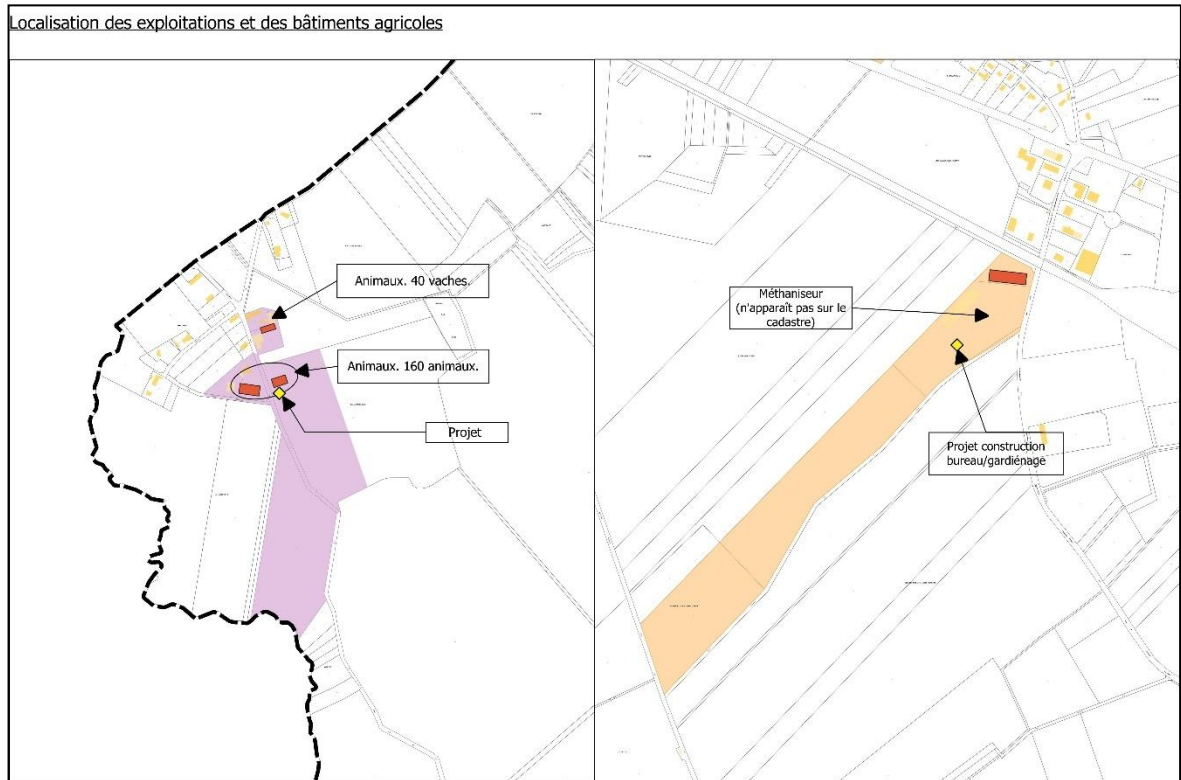 Localisation des exploitations et des bâtiments agricoles
Animaux. 40 vaches.
Animaux. 160 animaux.
Projet
Méthaniseur
(n'apparaît pas sur le
cadastre)
Projet construction
bureau/gardiénage